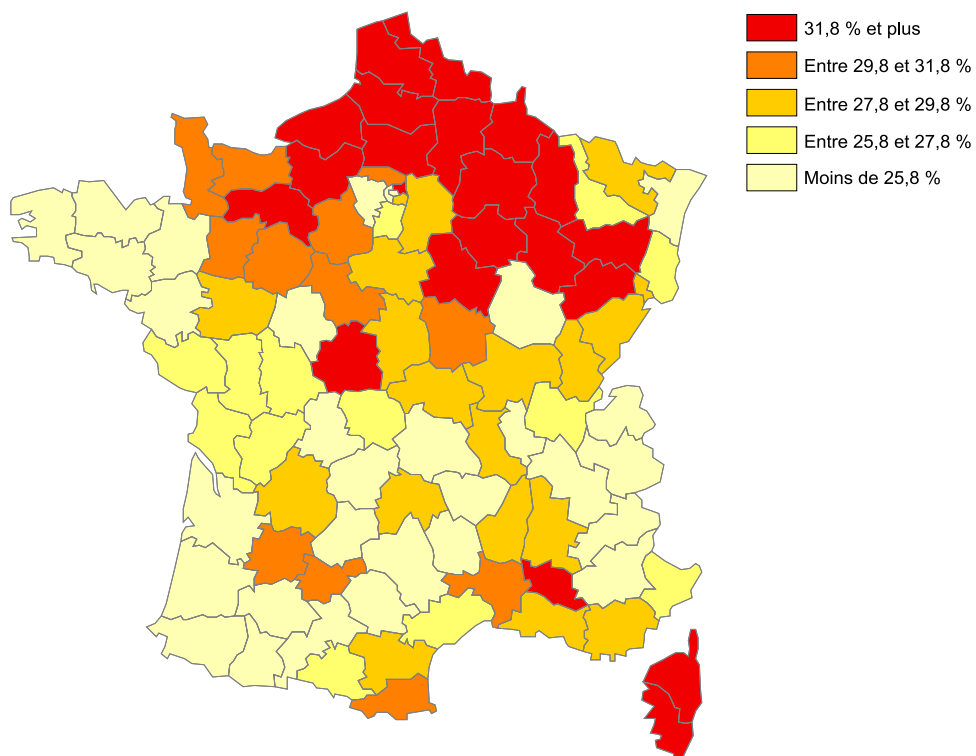 31,8 % et plus
Entre 29,8 et 31,8 %
Entre 27,8 et 29,8 %
Entre 25,8 et 27,8 %
Moins de 25,8 %